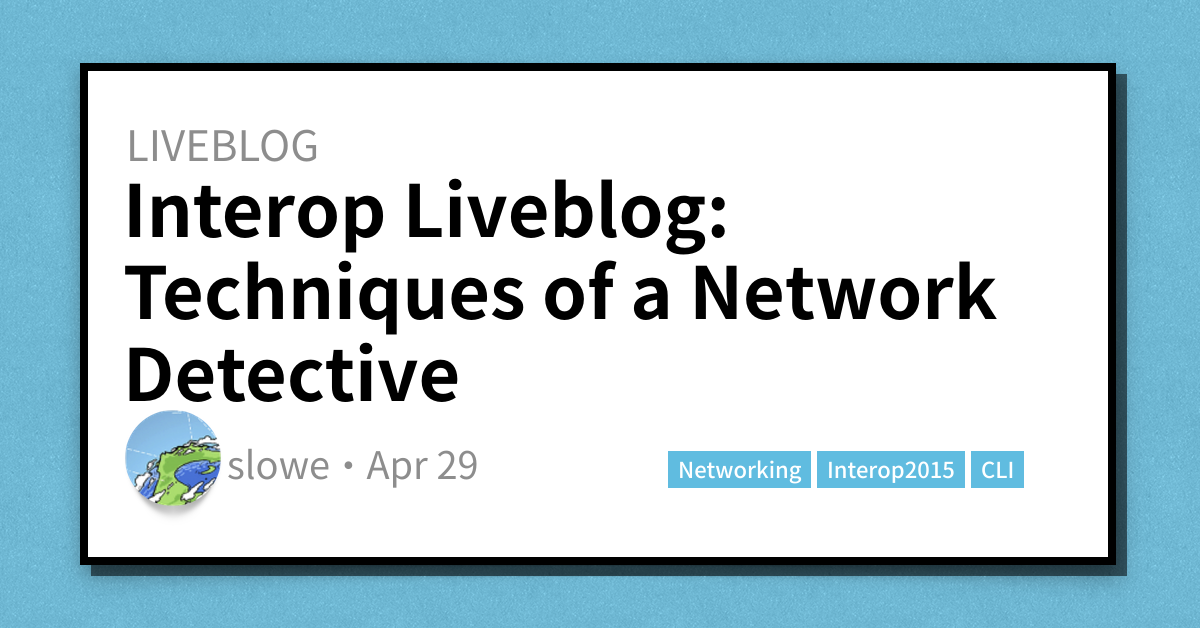 LIVEBLOG
Interop Liveblog:
Techniques of a Network
Detective
slowe • Apr 29
Networking Interop2015 CLI